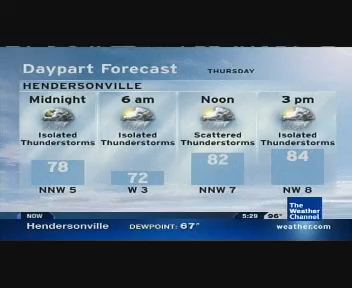 Daypart Forecast THURSDAY
HENDERSONVILLE
Midnight 6 am Noon 3 pm
Isolated Thunderstorms Isolated Thunderstorms Scattered Thunderstorms Isolated Thunderstorms
78 72 82 84
NNW 5 W 3 NNW 7 NW 8
NOW 5:29 96°
The Weather Channel
Hendersonville DEWPOINT: 67° weather.com